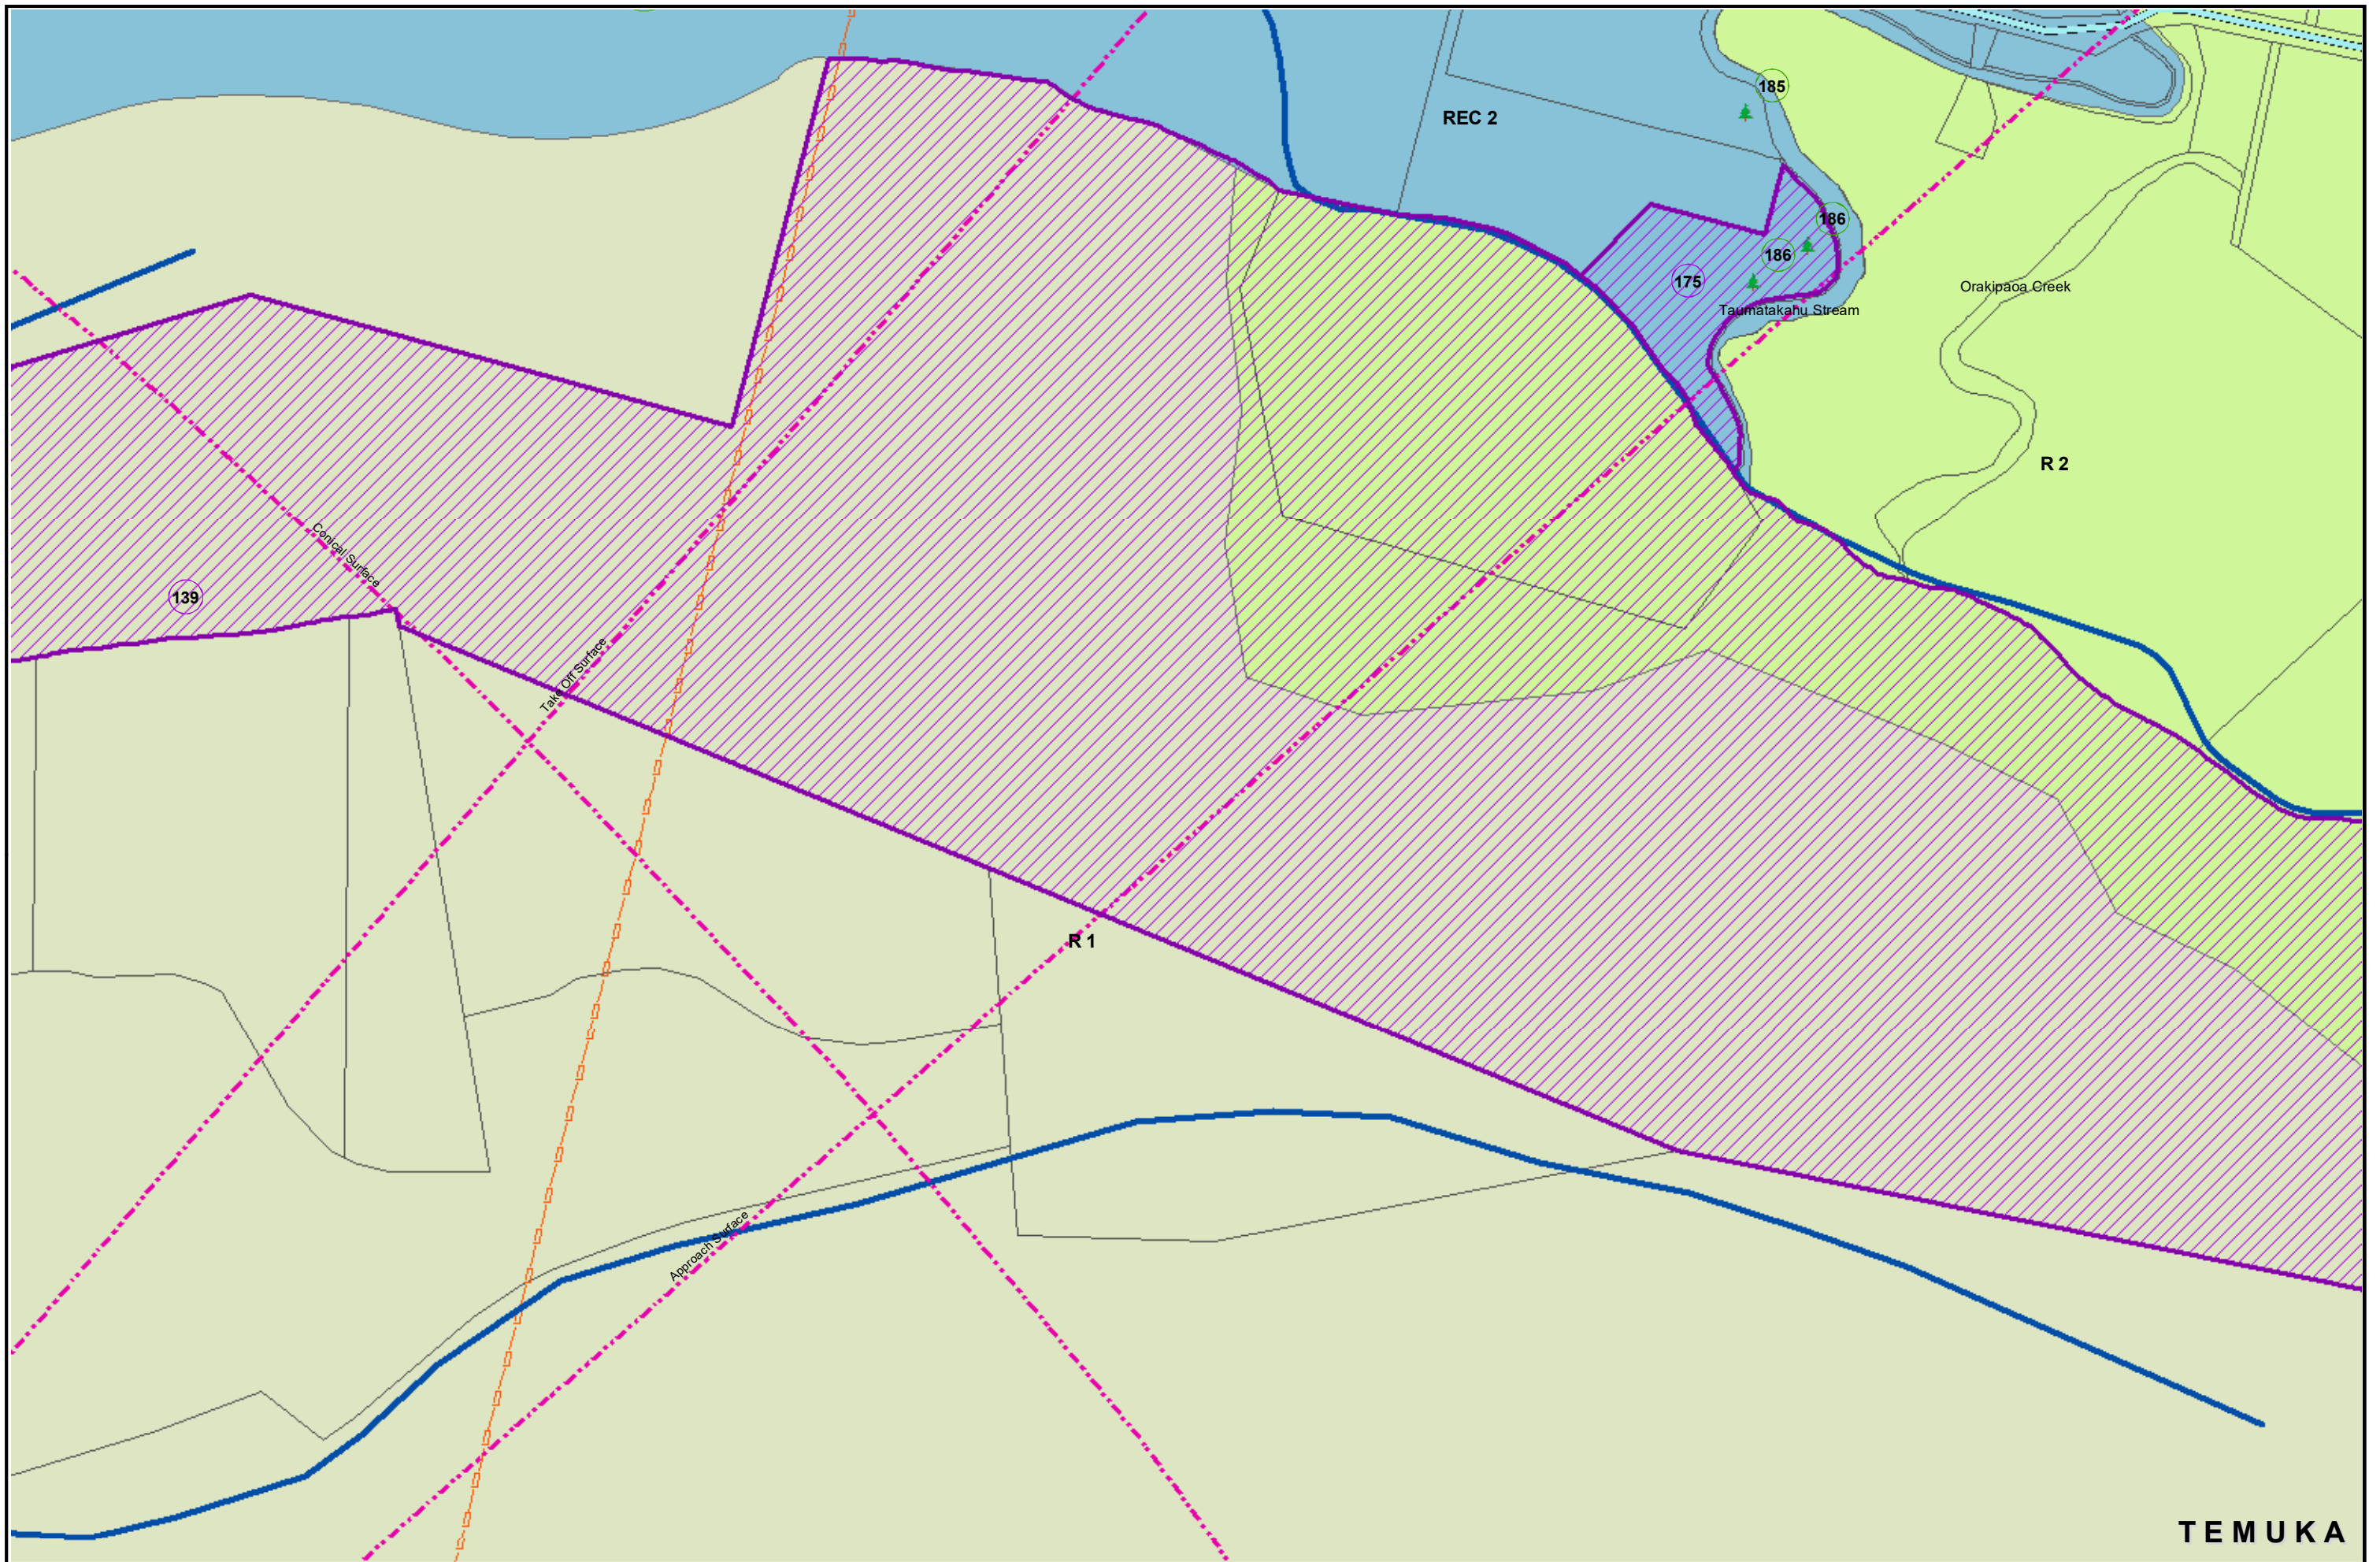 185
REC 2
186
186
175
Orakipaoa Creek
Taumatakahu Stream
R 2
Conical Surface
139
Take Off Surface
R 1
Approach Surface
TEMUKA